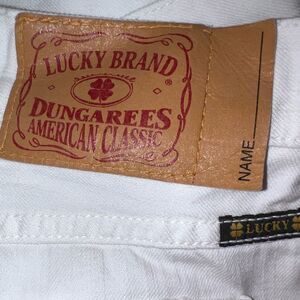 LUCKY BRAND
®
DUNGAREES
AMERICAN CLASSIC
NAME
LUCKY